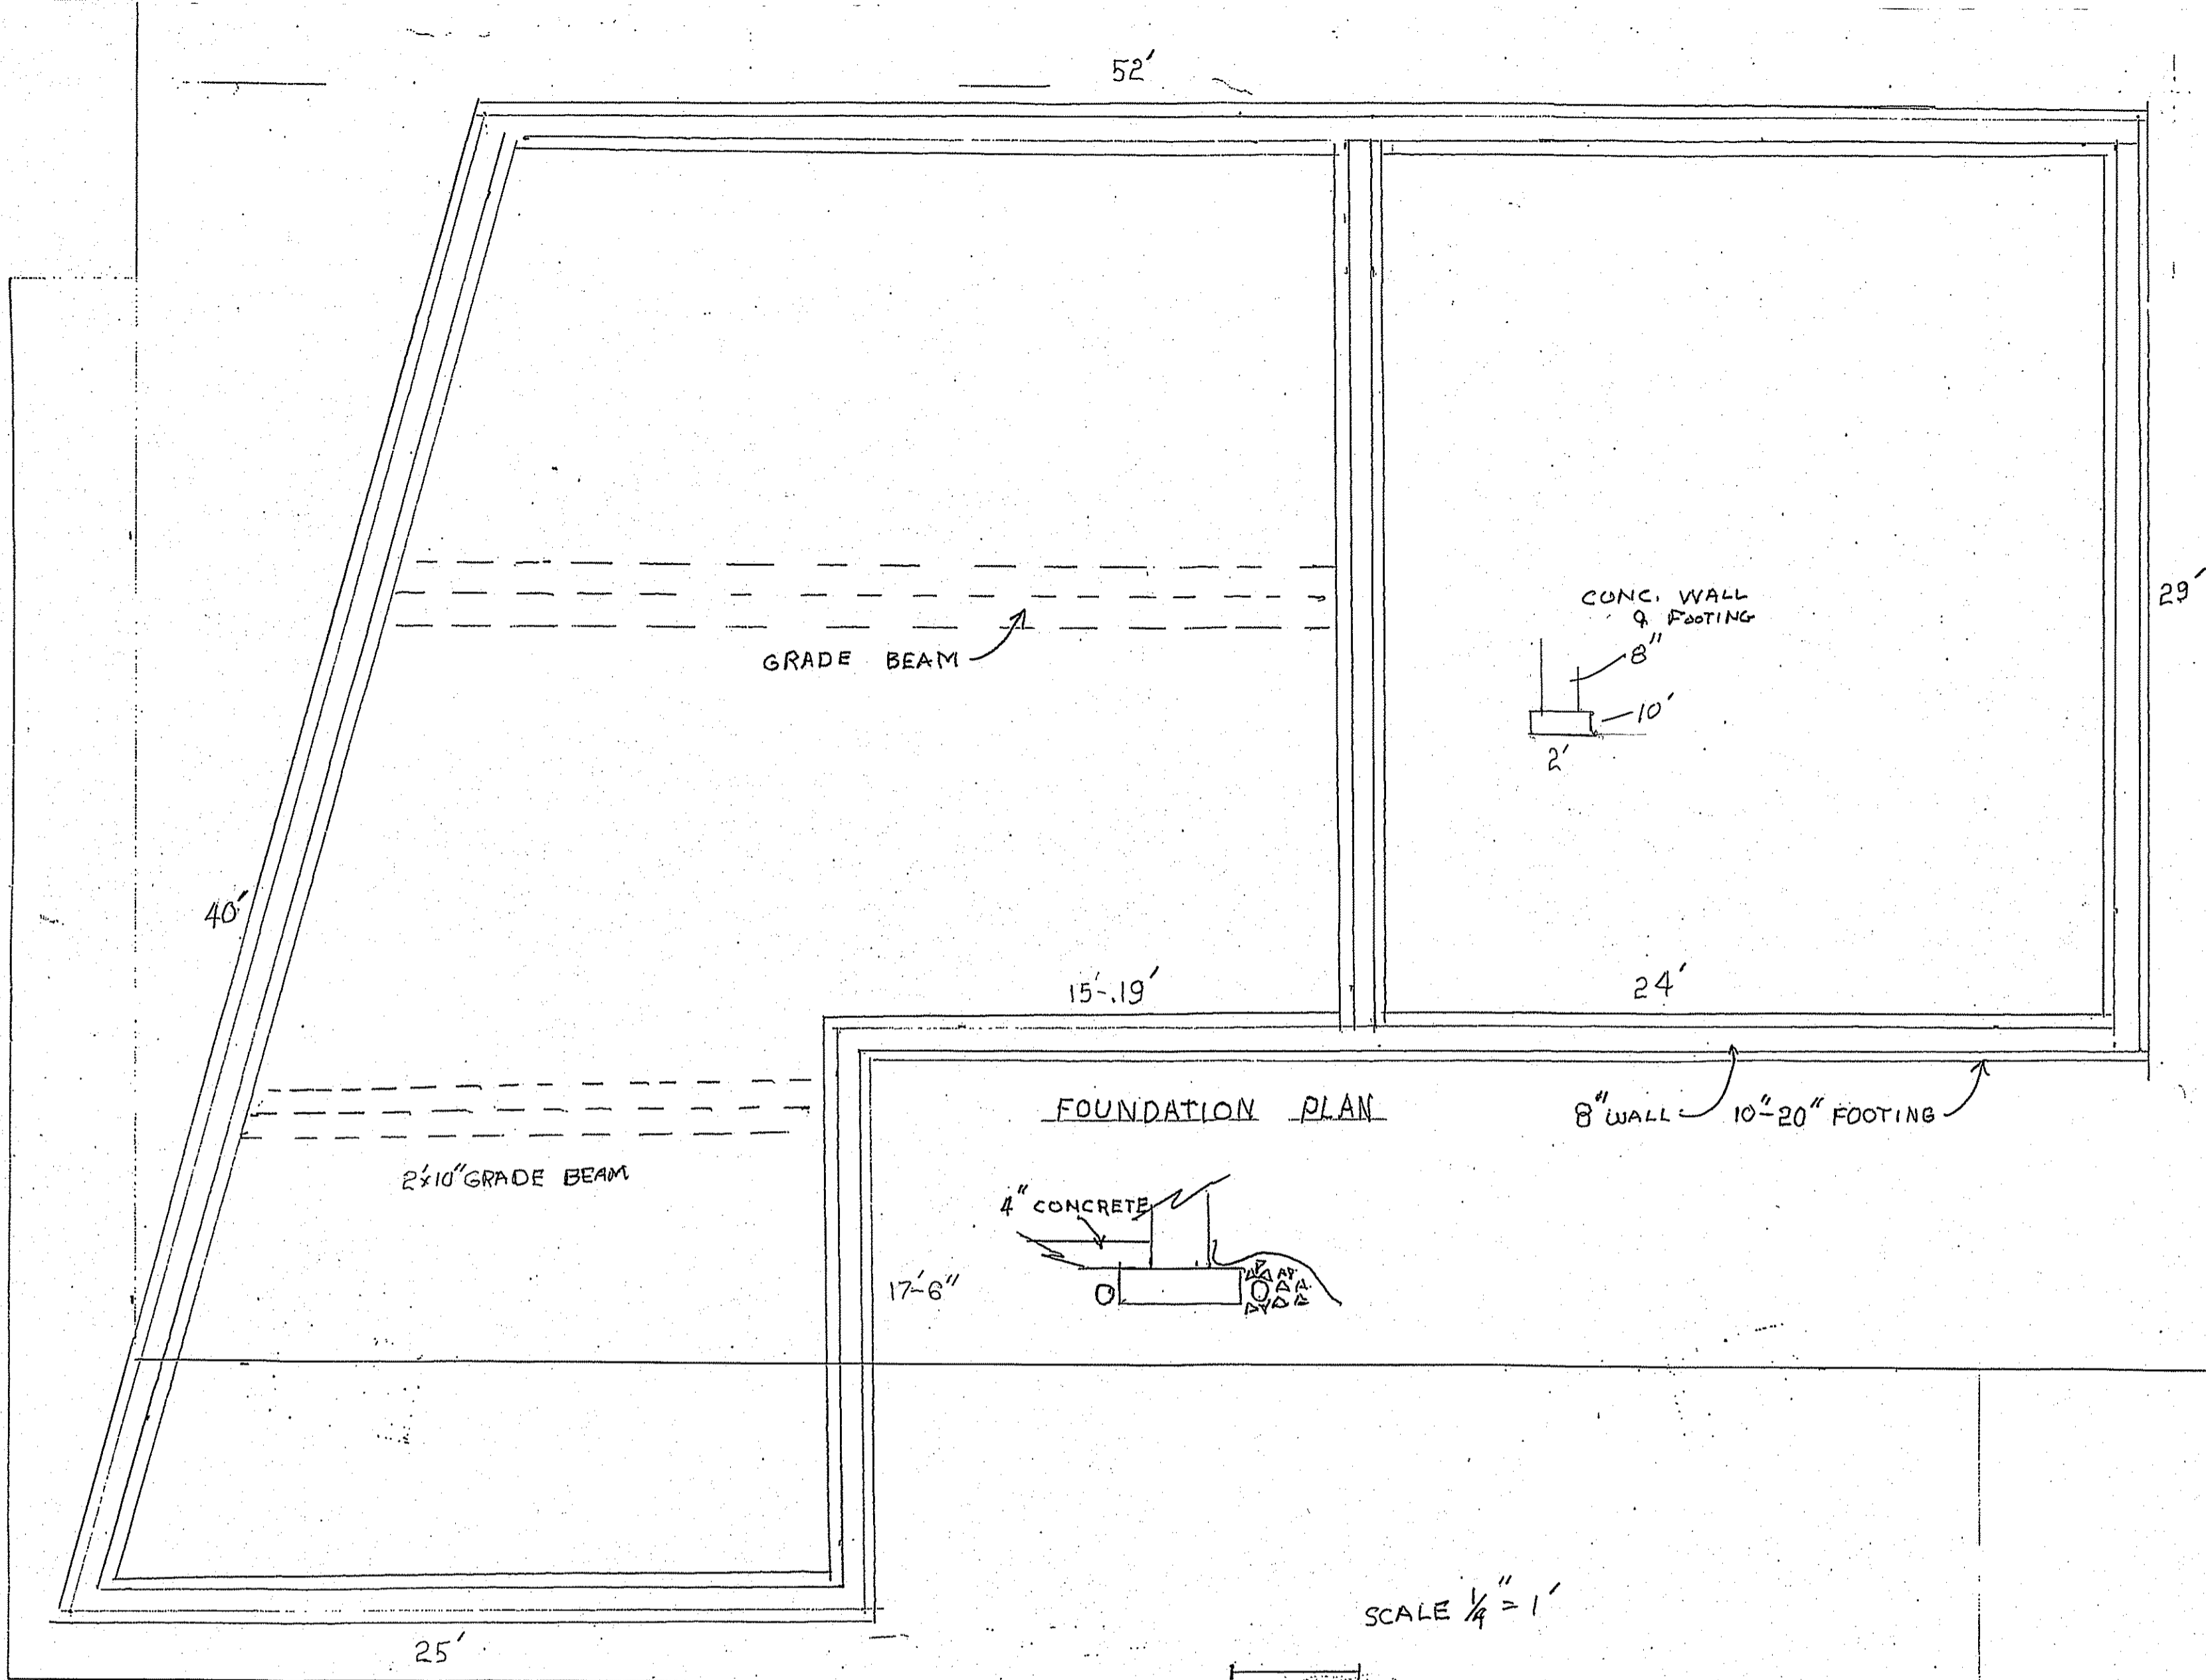 52'
29'
CONC. WALL
& FOOTING
8"
10'
2'
GRADE BEAM
40'
15'-.19'
24'
FOUNDATION PLAN
8" WALL
10"-20" FOOTING
2'x10" GRADE BEAM
4" CONCRETE
17'-6"
SCALE 1/4" = 1'
25'